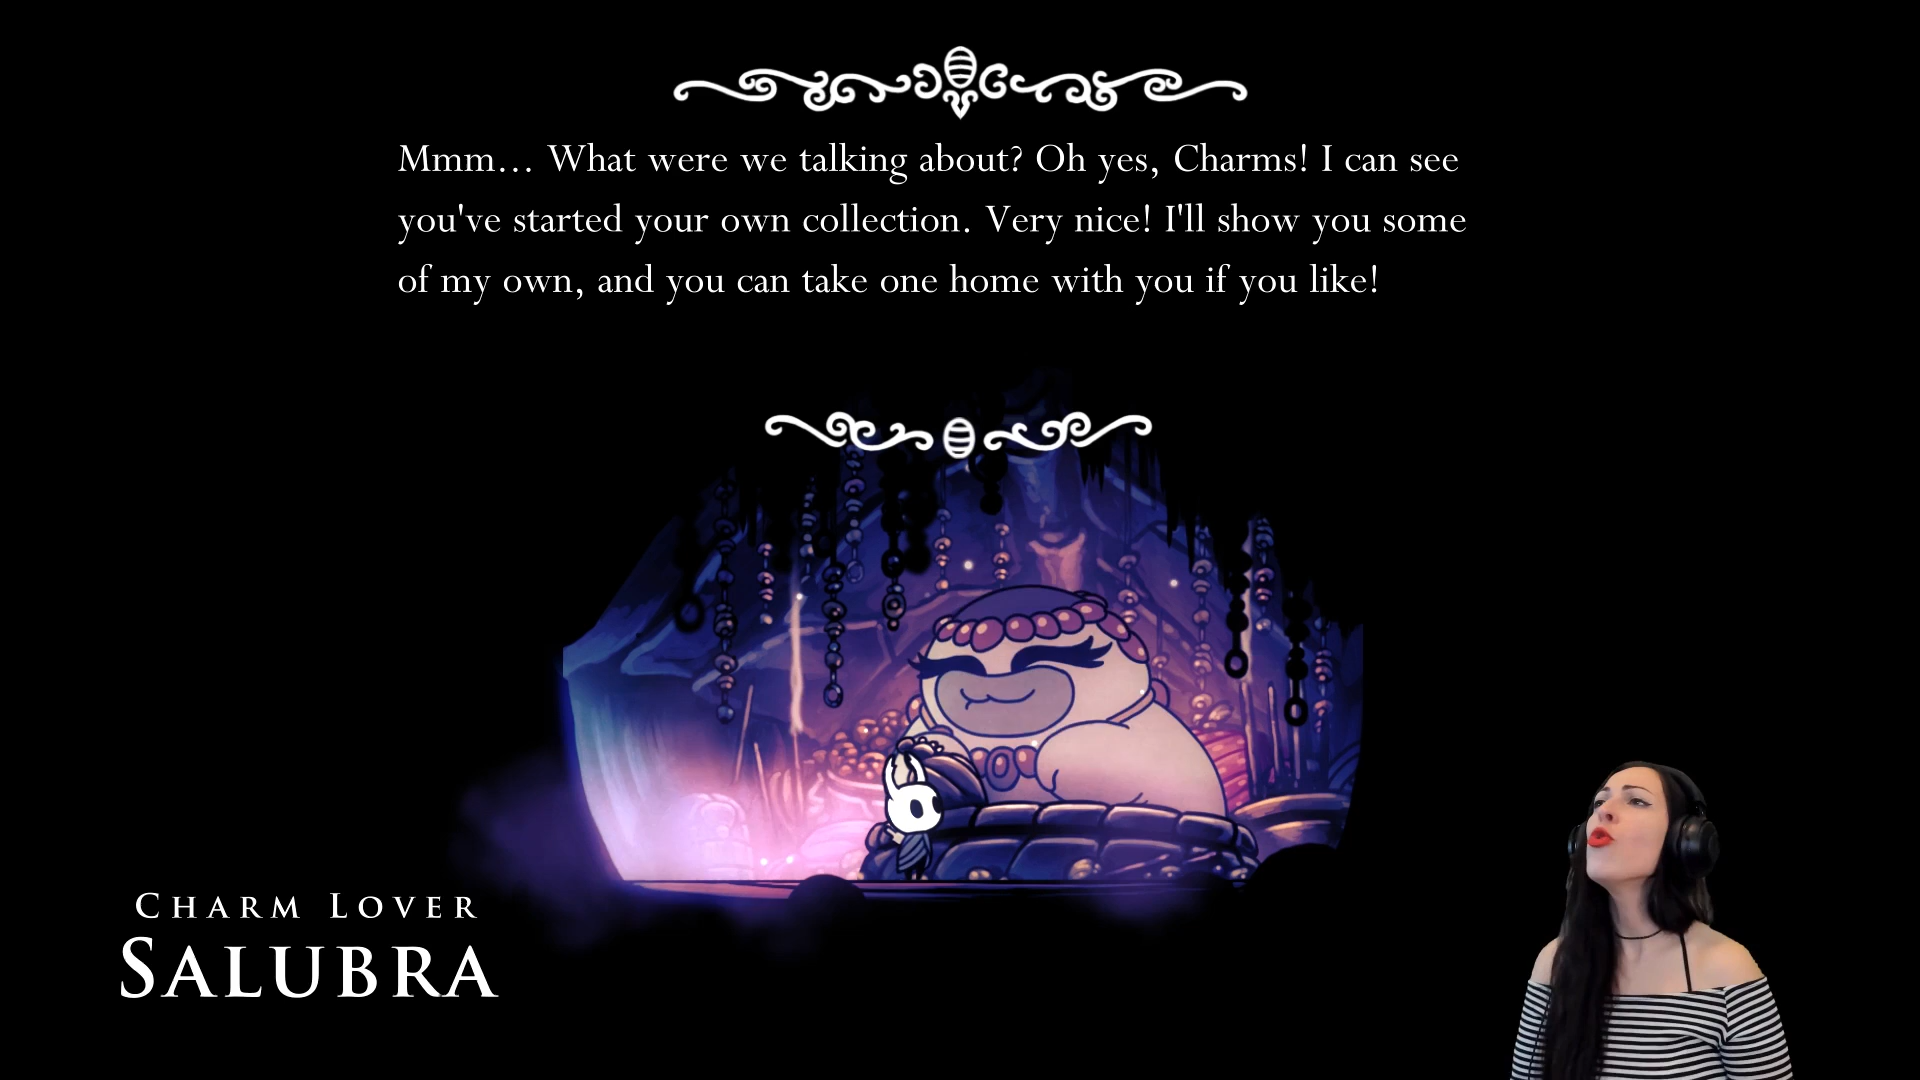 Mmm... What were we talking about? Oh yes, Charms! I can see
you've started your own collection. Very nice! I'll show you some
of my own, and you can take one home with you if you like!
CHARM LOVER
SALUBRA